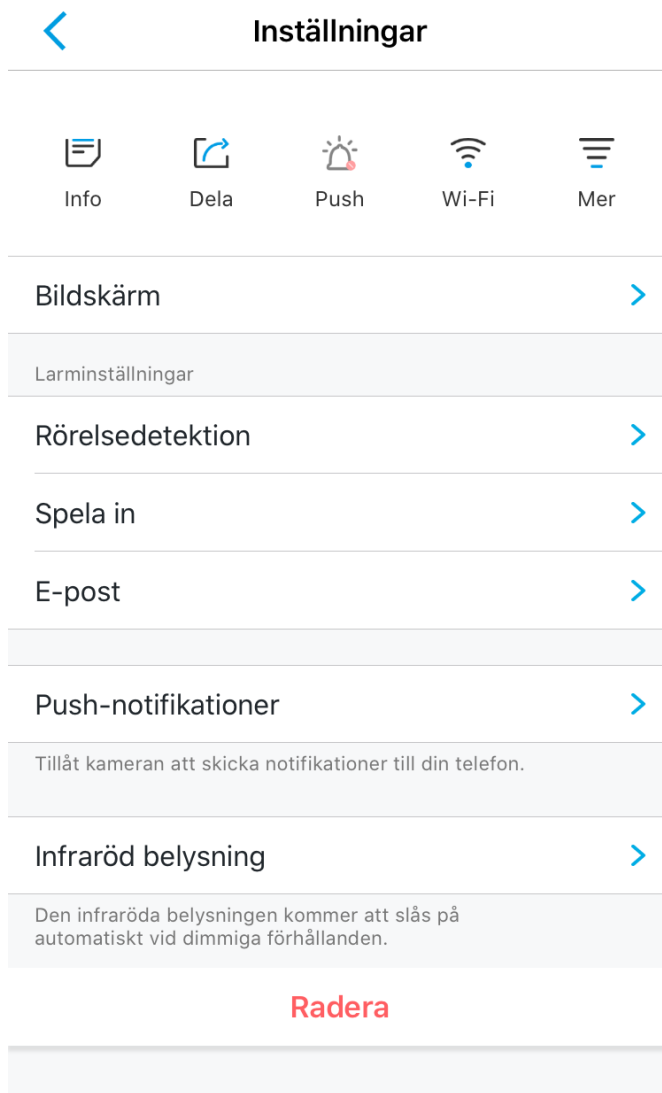 Inställningar
Info Dela Push Wi-Fi Mer
Bildskärm
Larminställningar
Rörelsedetektion
Spela in
E-post
Push-notifikationer
Tillåt kameran att skicka notifikationer till din telefon.
Infraröd belysning
Den infraröda belysningen kommer att slås på
automatiskt vid dimmiga förhållanden.
Radera